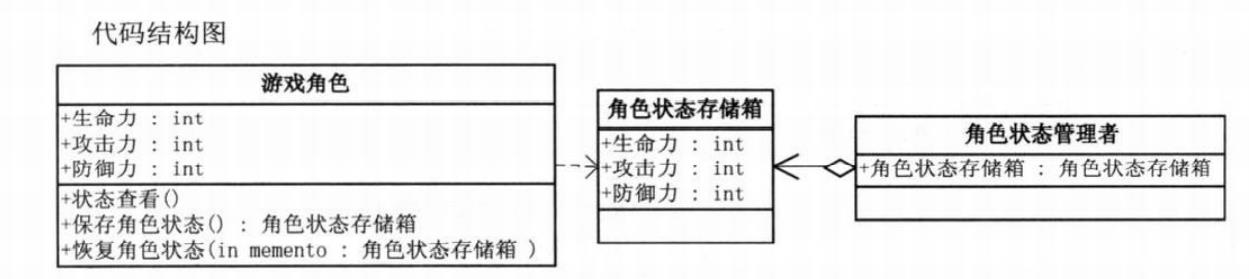 代码结构图
游戏角色
+生命力 : int
+攻击力 : int
+防御力 : int
+状态查看()
+保存角色状态() : 角色状态存储箱
+恢复角色状态(in memento : 角色状态存储箱 )
角色状态存储箱
+生命力 : int
+攻击力 : int
+防御力 : int
角色状态管理者
+角色状态存储箱 : 角色状态存储箱